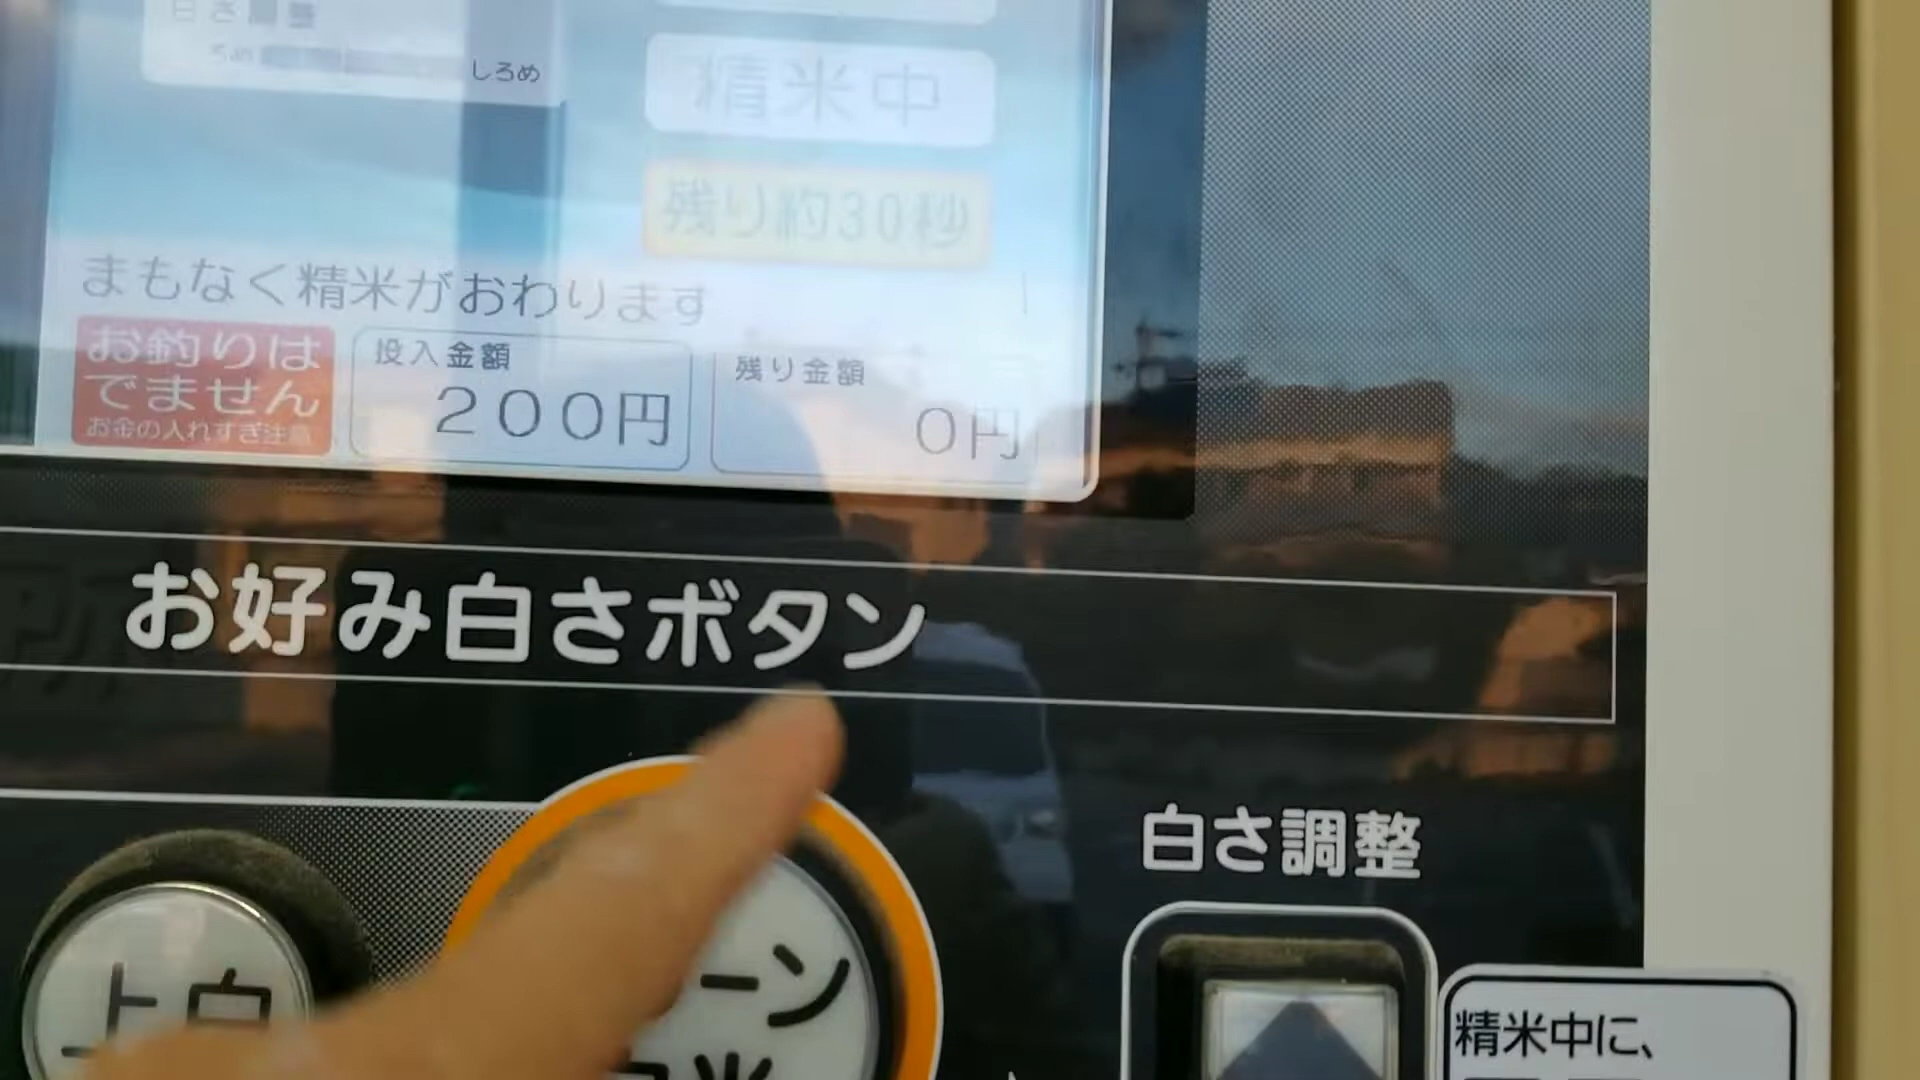 白さ調整
しろめ
精米中
残り約30秒
まもなく精米がおわります
お釣りは
でません
お金の入れすぎ注意
投入金額
200円
残り金額
0円
お好み白さボタン
白さ調整
上白
ーン
精米中に、